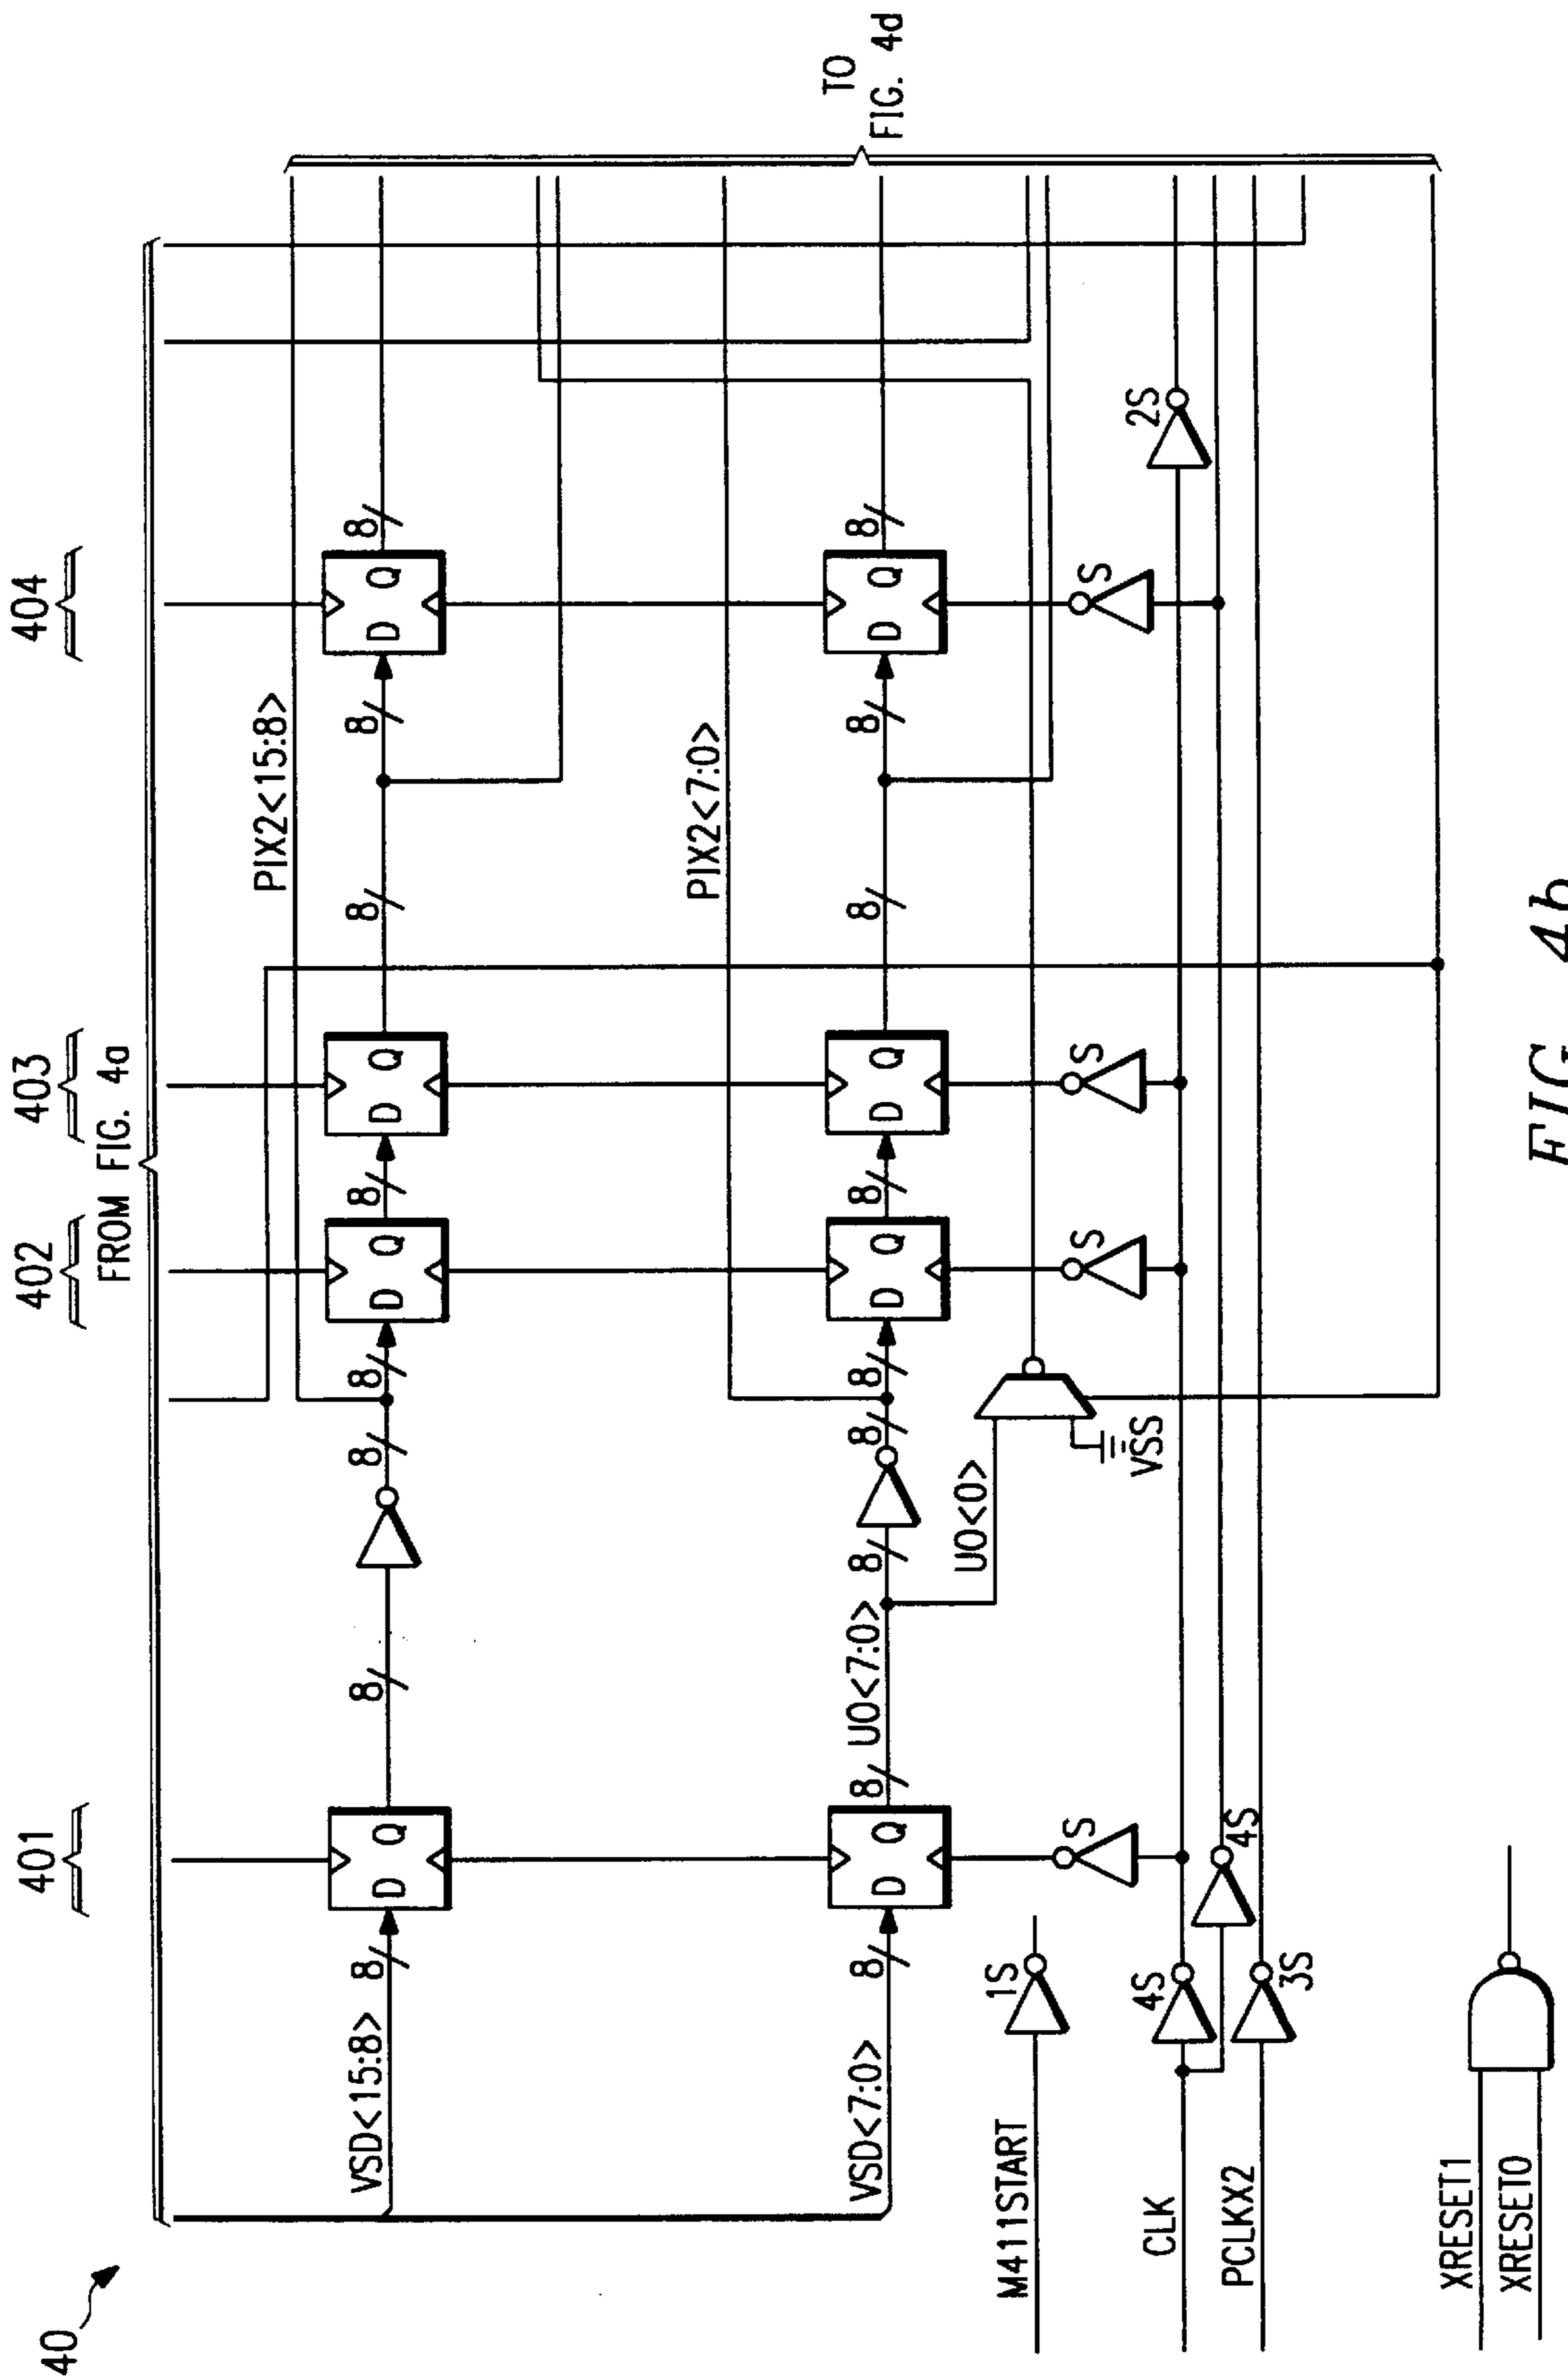 40
401
402
403
404
FROM FIG. 4a
VSD<15:8>
8
D Q
8
8
8
D Q
8
D Q
8
PIX2<15:8>
8
D Q
8
VSD<7:0>
8
D Q
8
UO<7:0>
8
8
8
D Q
8
D Q
8
PIX2<7:0>
8
D Q
8
TO
FIG. 4d
UO<0>
VSS
M411START
1S
S
S
S
S
CLK
4S
2S
4S
PCLKX2
3S
XRESET1
XRESET0
FIG. 4b